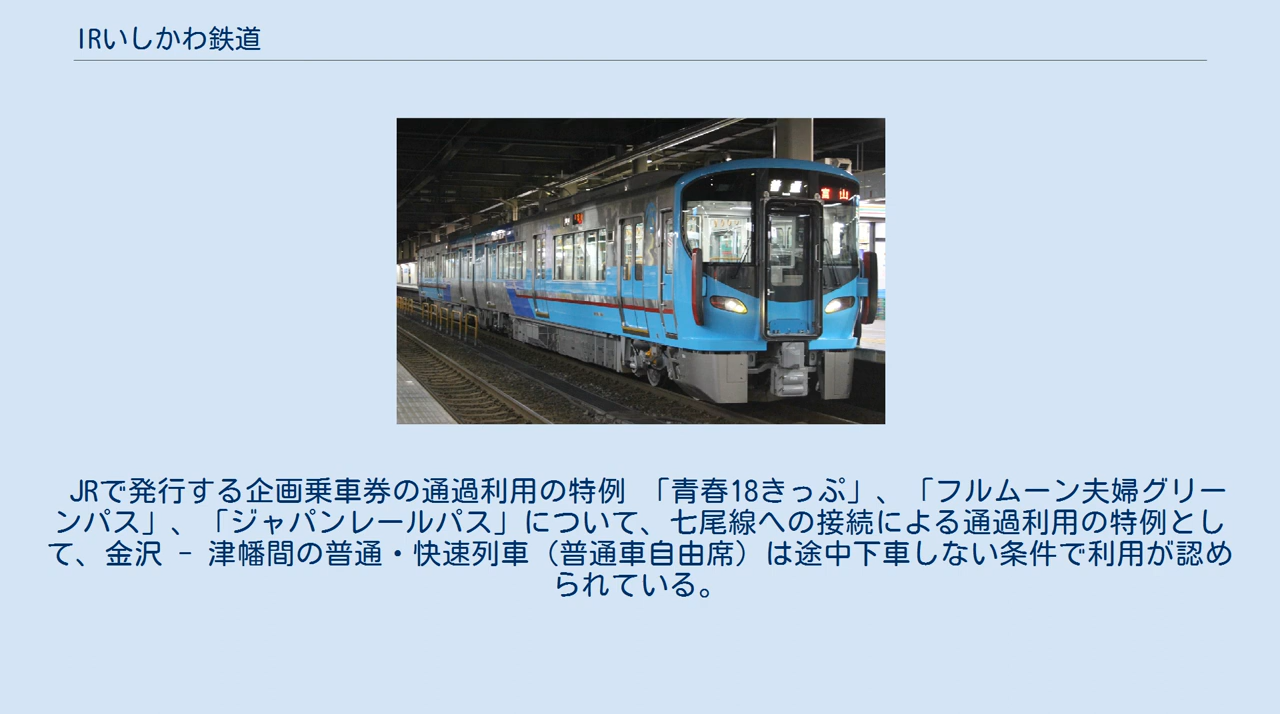 IRいしかわ鉄道
普通
富山
JRで発行する企画乗車券の通過利用の特例 「青春18きっぷ」、「フルムーン夫婦グリー
ンパス」、「ジャパンレールパス」について、七尾線への接続による通過利用の特例とし
て、金沢 - 津幡間の普通・快速列車（普通車自由席）は途中下車しない条件で利用が認め
られている。